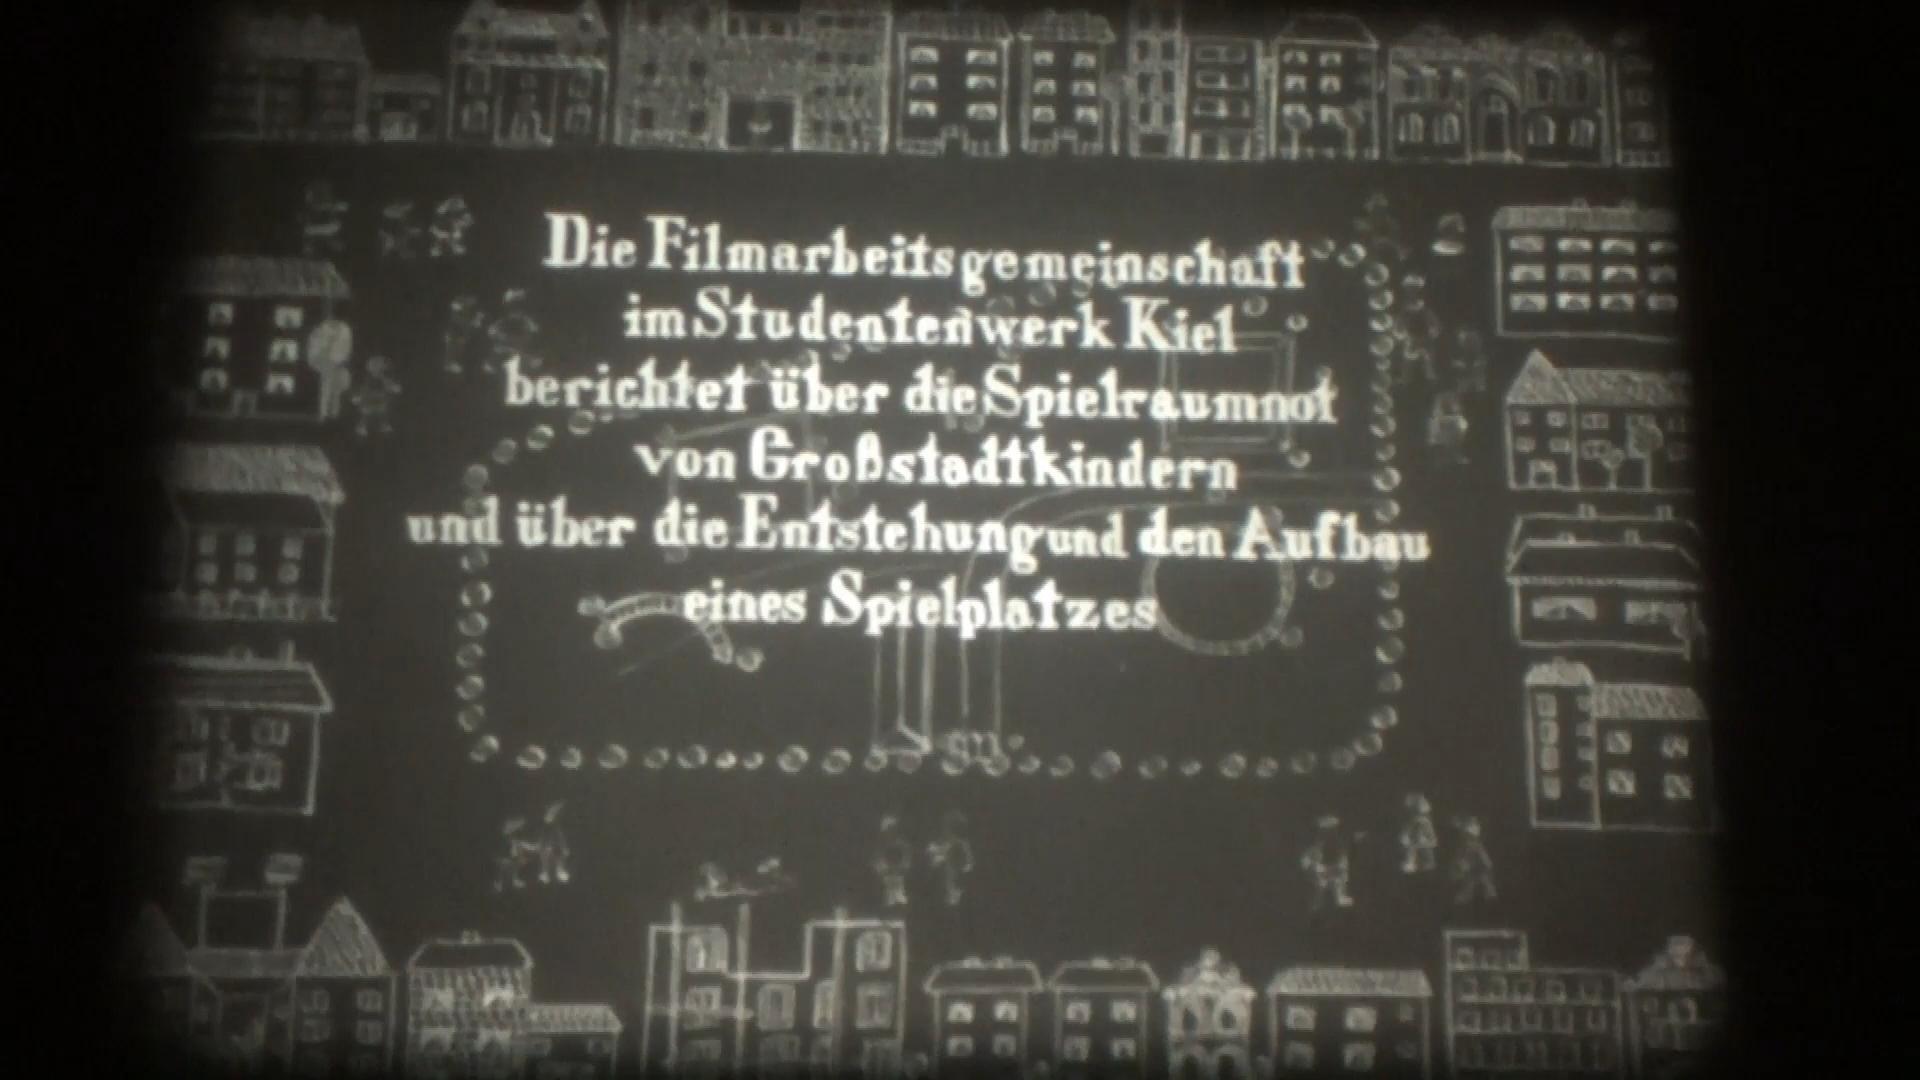 Die Filmarbeitsgemeinschaft
im Studentenwerk Kiel
berichtet über die Spielraumnot
von Großstadtkindern
und über die Entstehung und den Aufbau
eines Spielplatzes